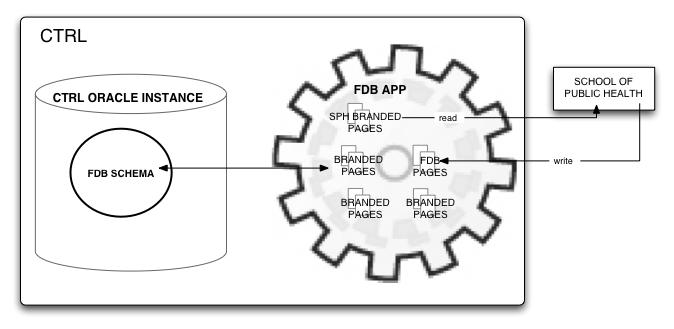 CTRL
CTRL ORACLE INSTANCE
FDB SCHEMA
FDB APP
SPH BRANDED
PAGES
read
BRANDED
PAGES
FDB
PAGES
write
BRANDED
PAGES
BRANDED
PAGES
SCHOOL OF
PUBLIC HEALTH